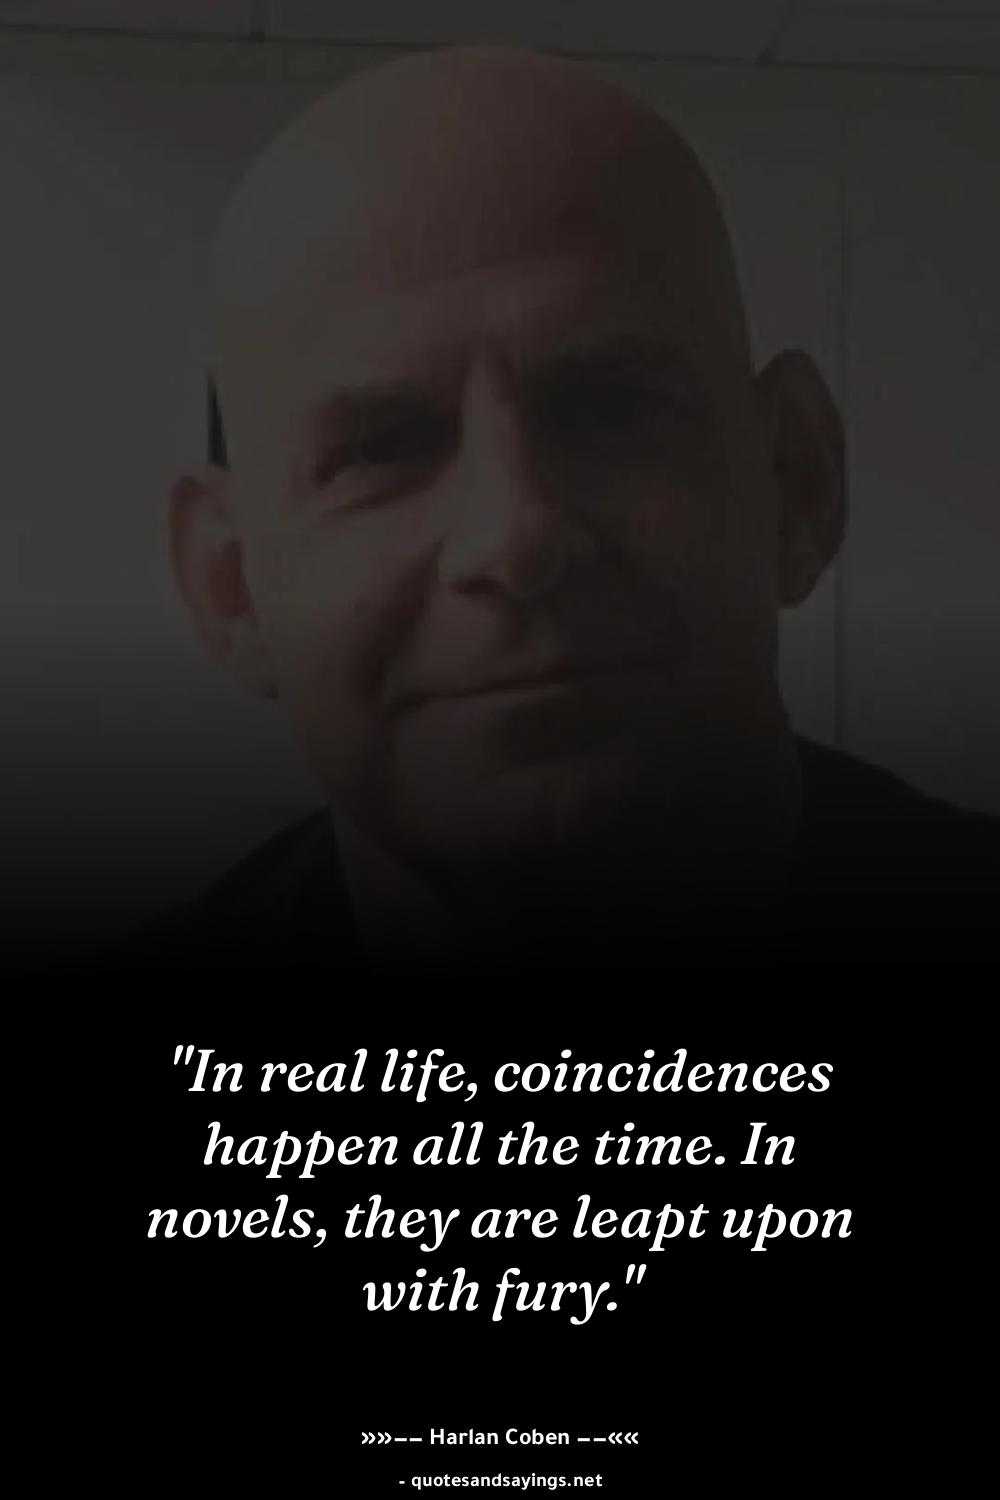 "In real life, coincidences
happen all the time. In
novels, they are leapt upon
with fury."
»»−− Harlan Coben −−««
- quotesandsayings.net